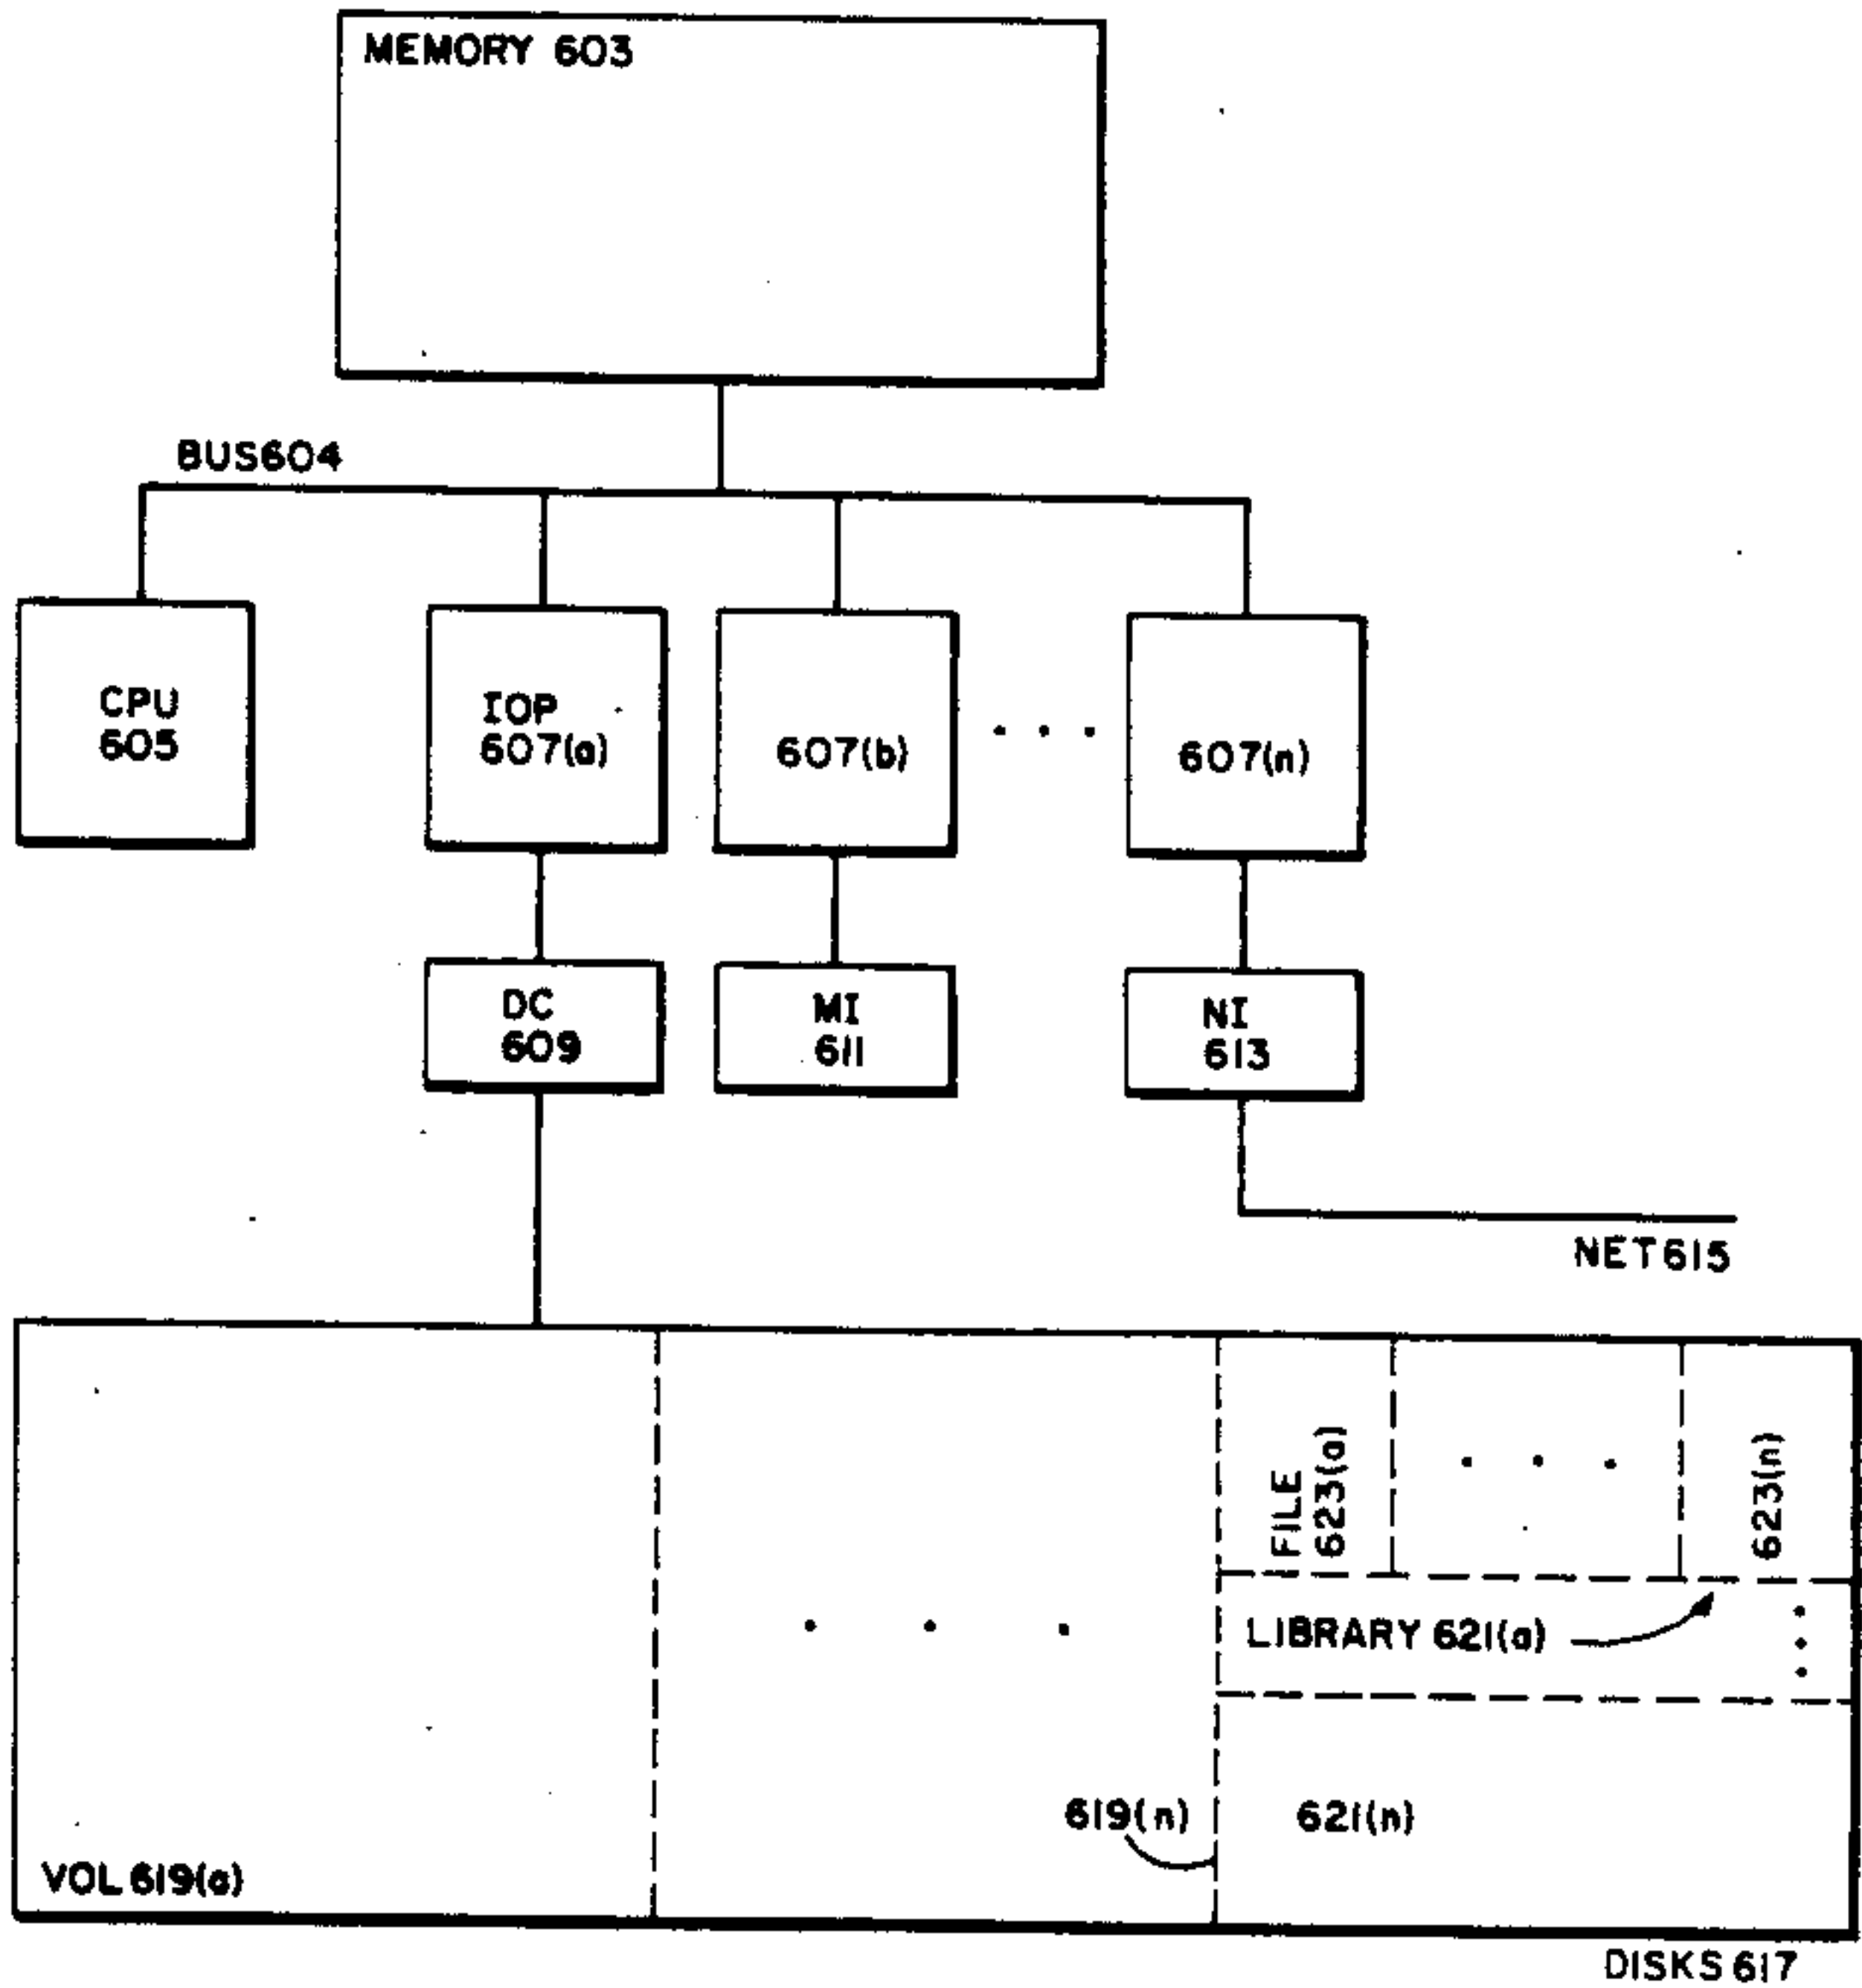 MEMORY 603
BUS604
CPU
605
IOP
607(a)
607(b)
607(n)
DC
609
MI
611
NI
613
NET615
FILE
623(a)
623(n)
LIBRARY 621(a)
619(n)
621(n)
VOL 619(a)
DISKS 617